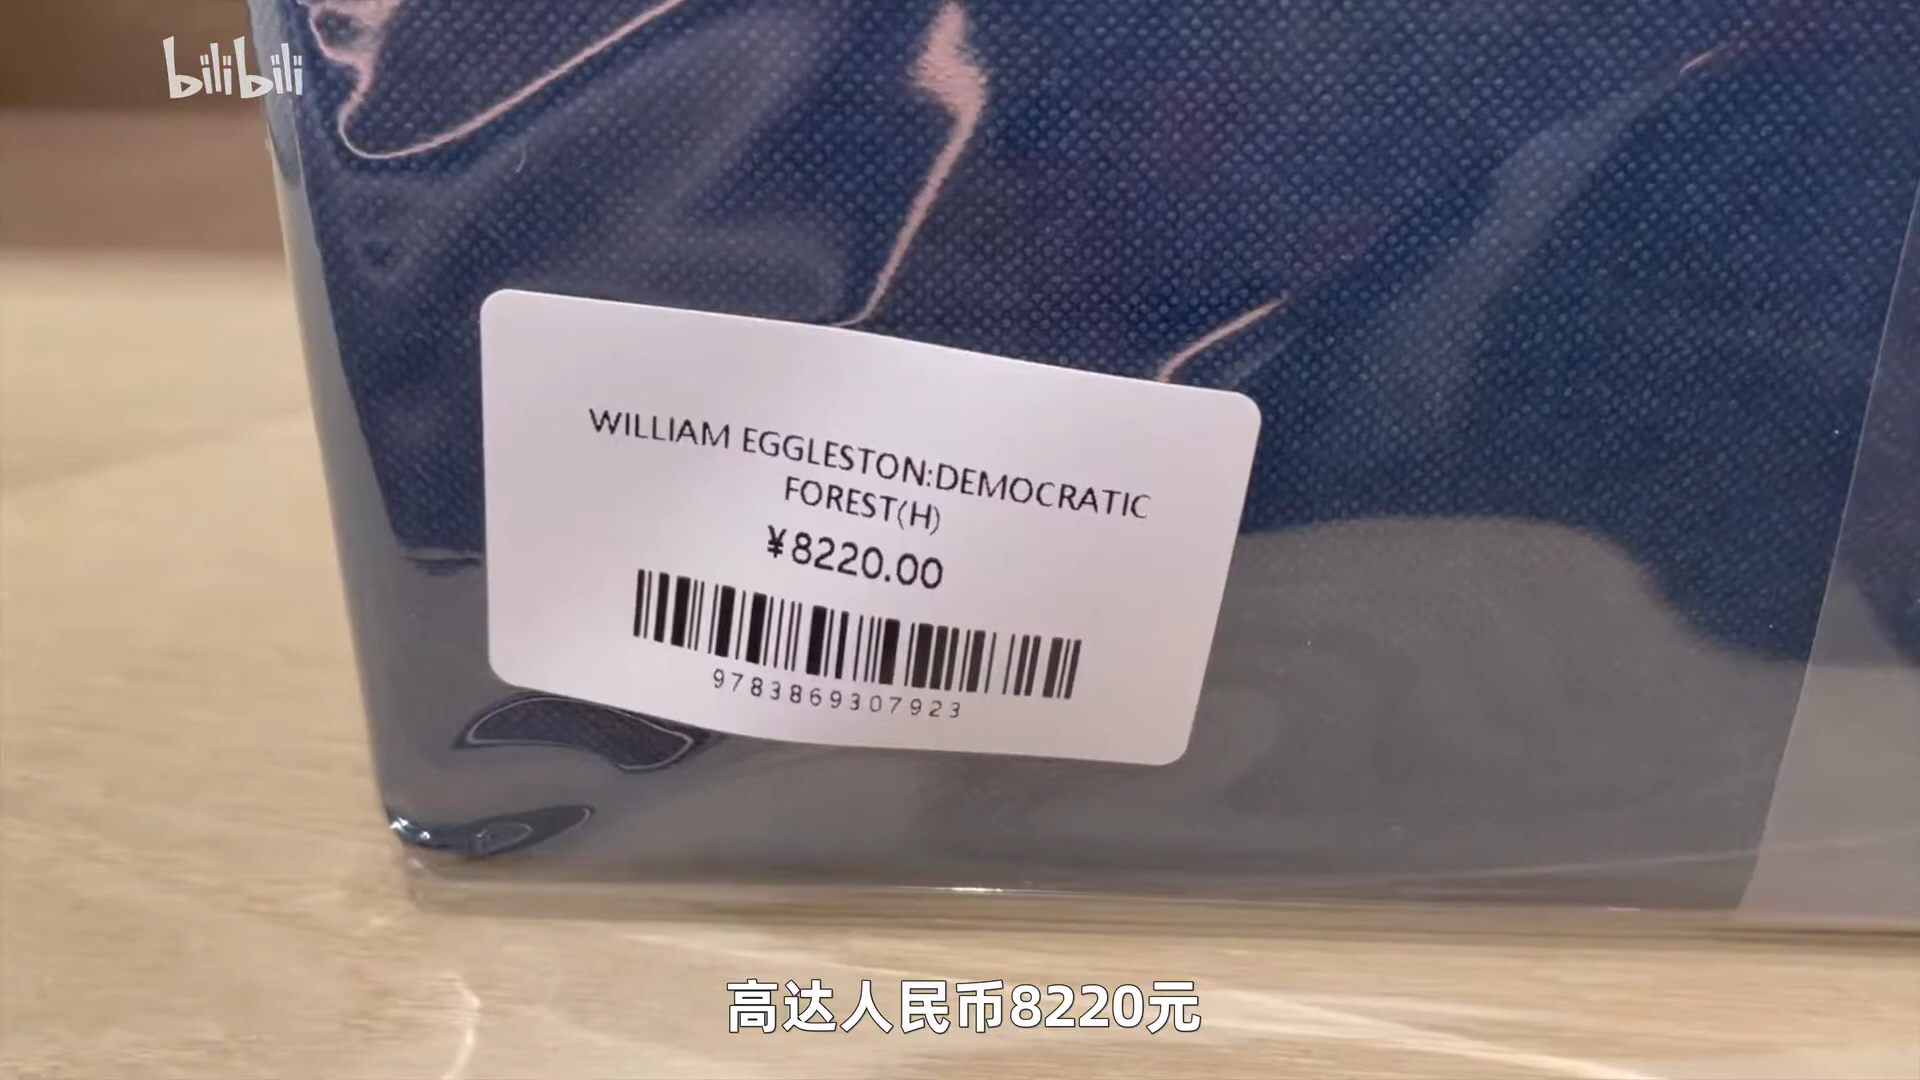 bilibili
WILLIAM EGGLESTON:DEMOCRATIC
FOREST(H)
¥8220.00
9783869307923
高达人民币8220元